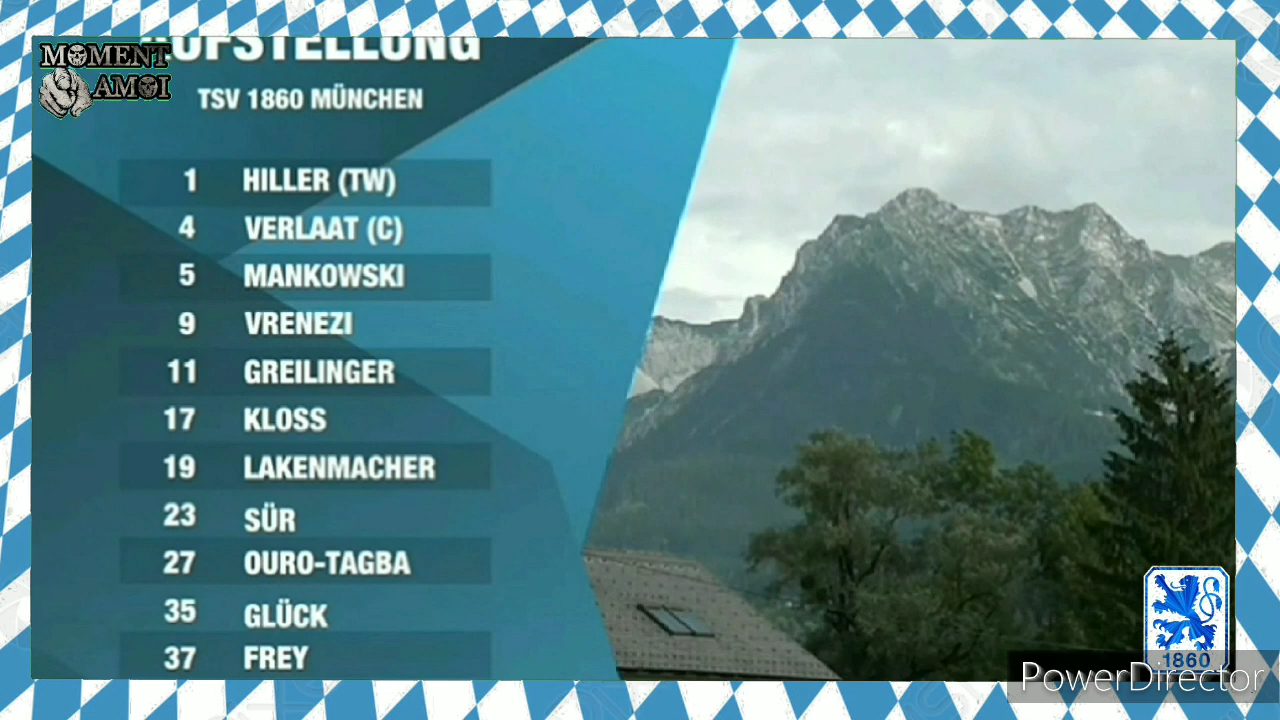 AUFSTELLUNG
MOMENT
AMOI
TSV 1860 MÜNCHEN
1 HILLER (TW)
4 VERLAAT (C)
5 MANKOWSKI
9 VRENEZI
11 GREILINGER
17 KLOSS
19 LAKENMACHER
23 SÜR
27 OURO-TAGBA
35 GLÜCK
37 FREY
1860
PowerDirector